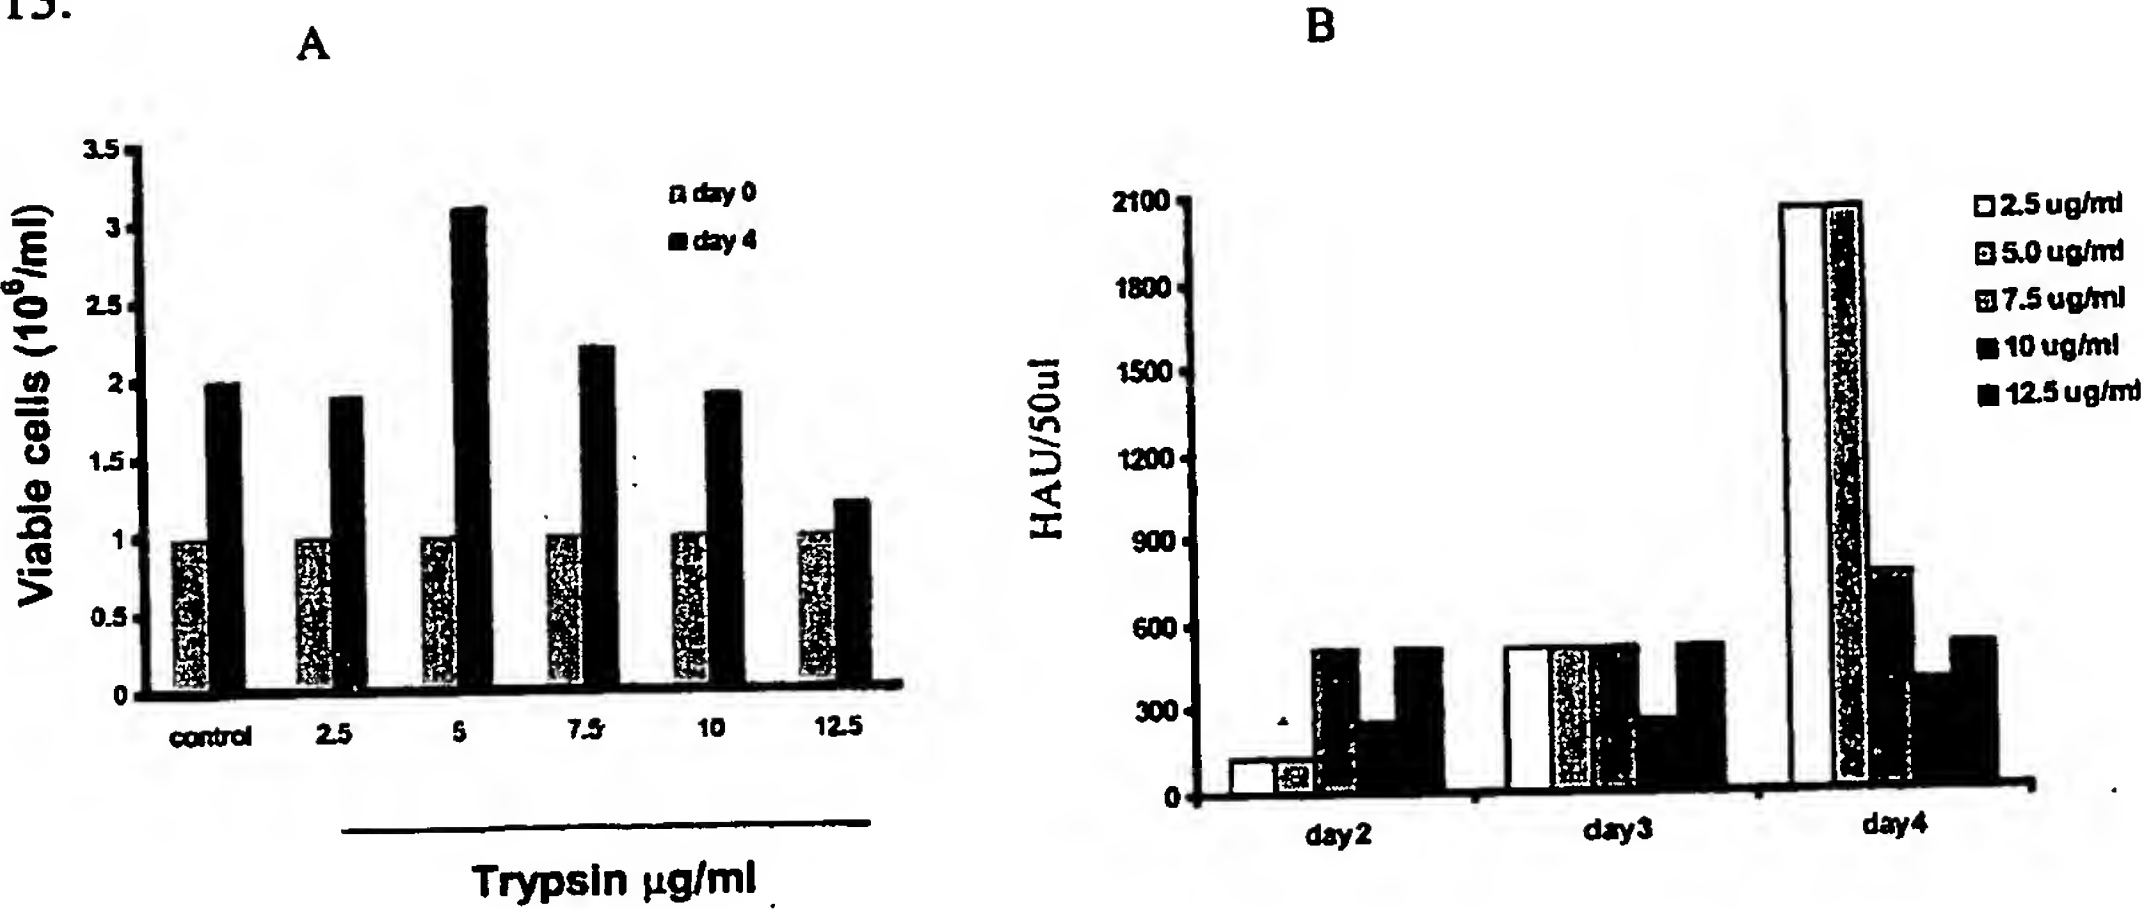 13.
A
3.5
3
2.5
2
1.5
1
0.5
0
Viable cells (10⁶/ml)
day 0
day 4
control 2.5 5 7.5 10 12.5
Trypsin µg/ml
B
2100
1800
1500
1200
900
600
300
0
HAU/50ul
2.5 ug/ml
5.0 ug/ml
7.5 ug/ml
10 ug/ml
12.5 ug/ml
day2 day3 day4